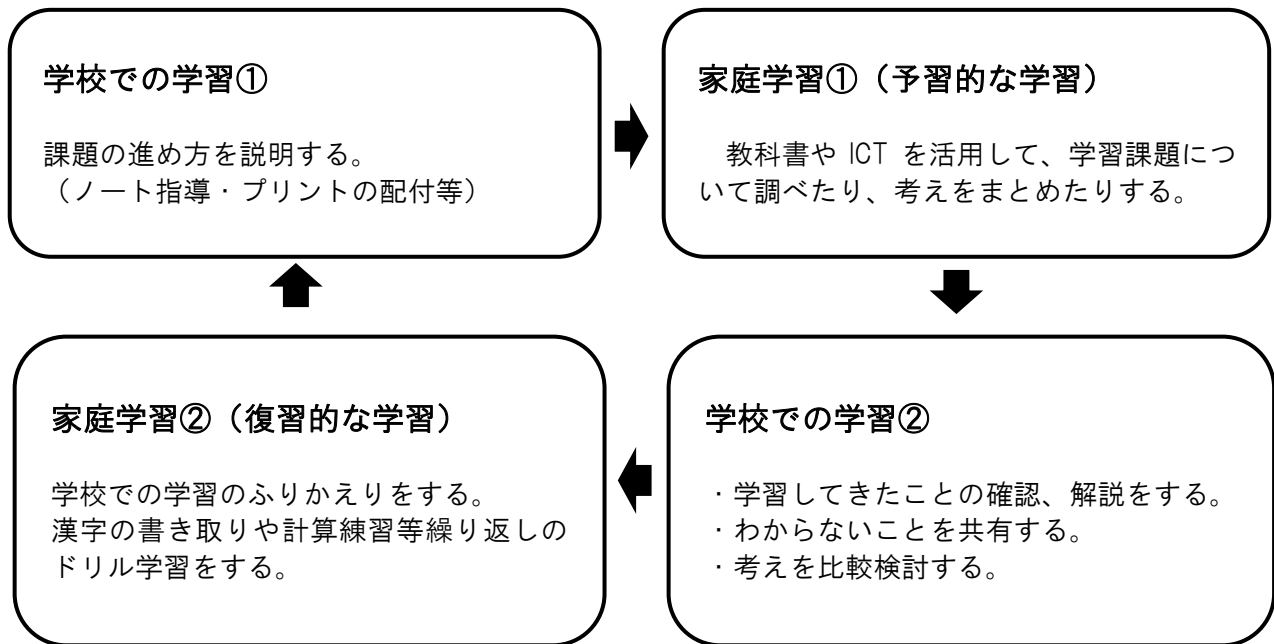 学校での学習①
課題の進め方を説明する。
（ノート指導・プリントの配付等）
家庭学習①（予習的な学習）
　教科書や ICT を活用して、学習課題につ
いて調べたり、考えをまとめたりする。
学校での学習②
・学習してきたことの確認、解説をする。
・わからないことを共有する。
・考えを比較検討する。
家庭学習②（復習的な学習）
学校での学習のふりかえりをする。
漢字の書き取りや計算練習等繰り返しの
ドリル学習をする。